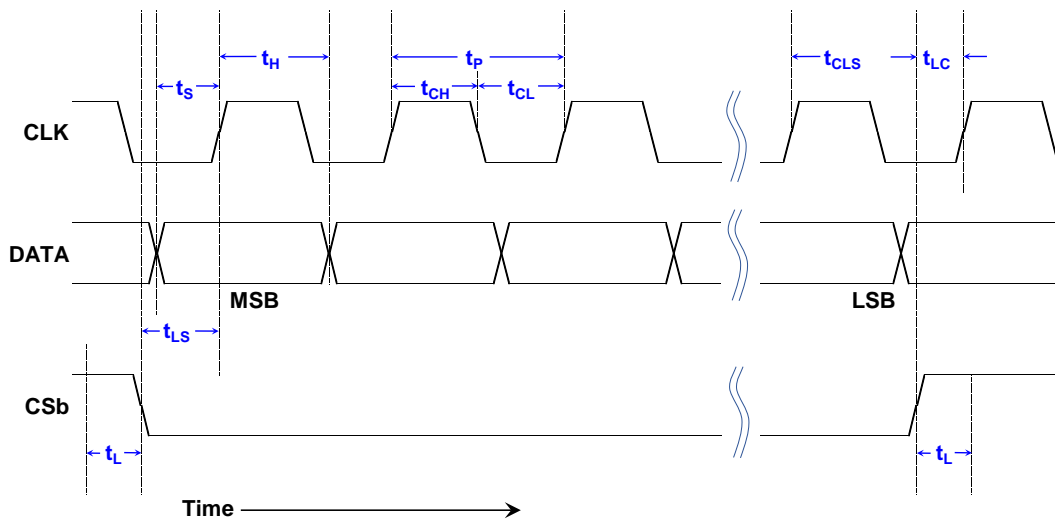 tH
tP
tCLS
tLC
tS
tCH
tCL
CLK
DATA
MSB
LSB
tLS
CSb
tL
tL
Time